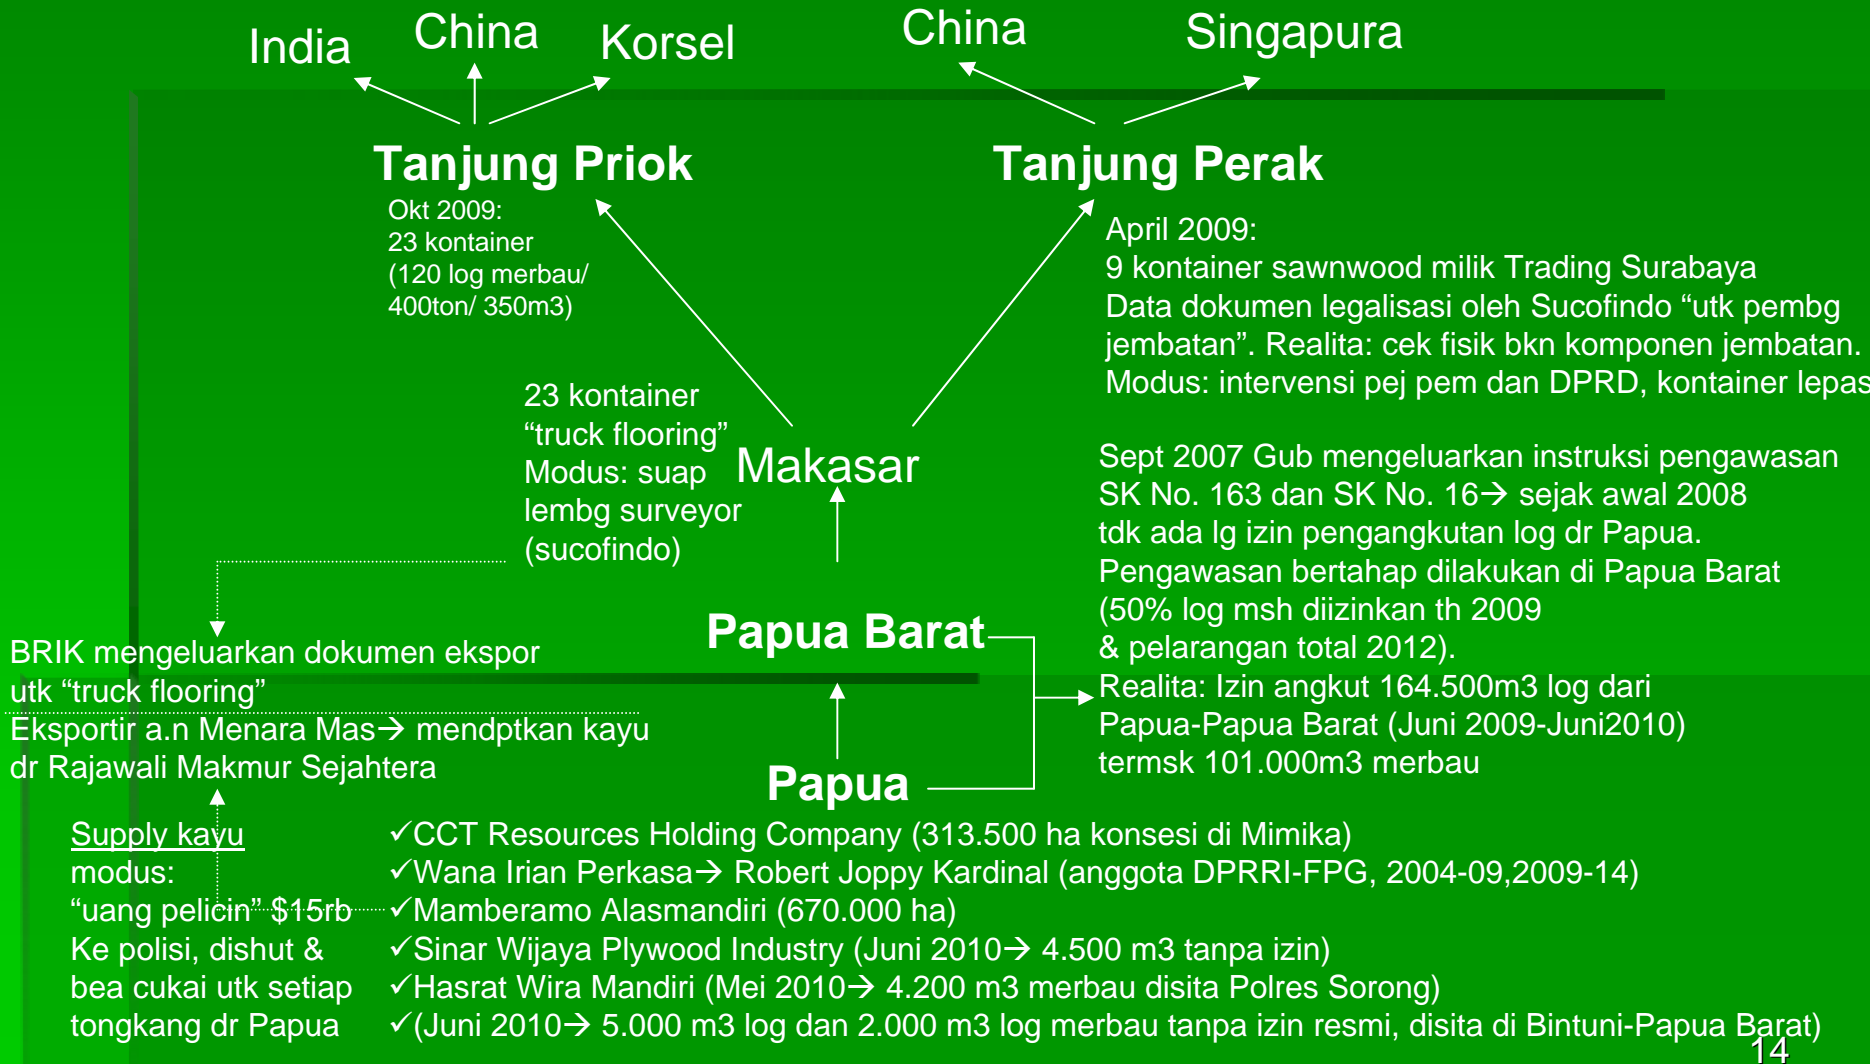 India
China
Korsel
China
Singapura
Tanjung Priok
Okt 2009:
23 kontainer
(120 log merbau/
400ton/ 350m3)
Tanjung Perak
April 2009:
9 kontainer sawnwood milik Trading Surabaya
Data dokumen legalisasi oleh Sucofindo “utk pembg
jembatan”. Realita: cek fisik bkn komponen jembatan.
Modus: intervensi pej pem dan DPRD, kontainer lepas
23 kontainer
“truck flooring”
Modus: suap
lembg surveyor
(sucofindo)
Makasar
Sept 2007 Gub mengeluarkan instruksi pengawasan
SK No. 163 dan SK No. 16→ sejak awal 2008
tdk ada lg izin pengangkutan log dr Papua.
Pengawasan bertahap dilakukan di Papua Barat
(50% log msh diizinkan th 2009
& pelarangan total 2012).
Realita: Izin angkut 164.500m3 log dari
Papua-Papua Barat (Juni 2009-Juni2010)
termsk 101.000m3 merbau
Papua Barat
BRIK mengeluarkan dokumen ekspor
utk “truck flooring”
Eksportir a.n Menara Mas→ mendptkan kayu
dr Rajawali Makmur Sejahtera
Papua
Supply kayu
modus:
“uang pelicin” $15rb
Ke polisi, dishut &
bea cukai utk setiap
tongkang dr Papua
✓CCT Resources Holding Company (313.500 ha konsesi di Mimika)
✓Wana Irian Perkasa→ Robert Joppy Kardinal (anggota DPRRI-FPG, 2004-09,2009-14)
✓Mamberamo Alasmandiri (670.000 ha)
✓Sinar Wijaya Plywood Industry (Juni 2010→ 4.500 m3 tanpa izin)
✓Hasrat Wira Mandiri (Mei 2010→ 4.200 m3 merbau disita Polres Sorong)
✓(Juni 2010→ 5.000 m3 log dan 2.000 m3 log merbau tanpa izin resmi, disita di Bintuni-Papua Barat)
14